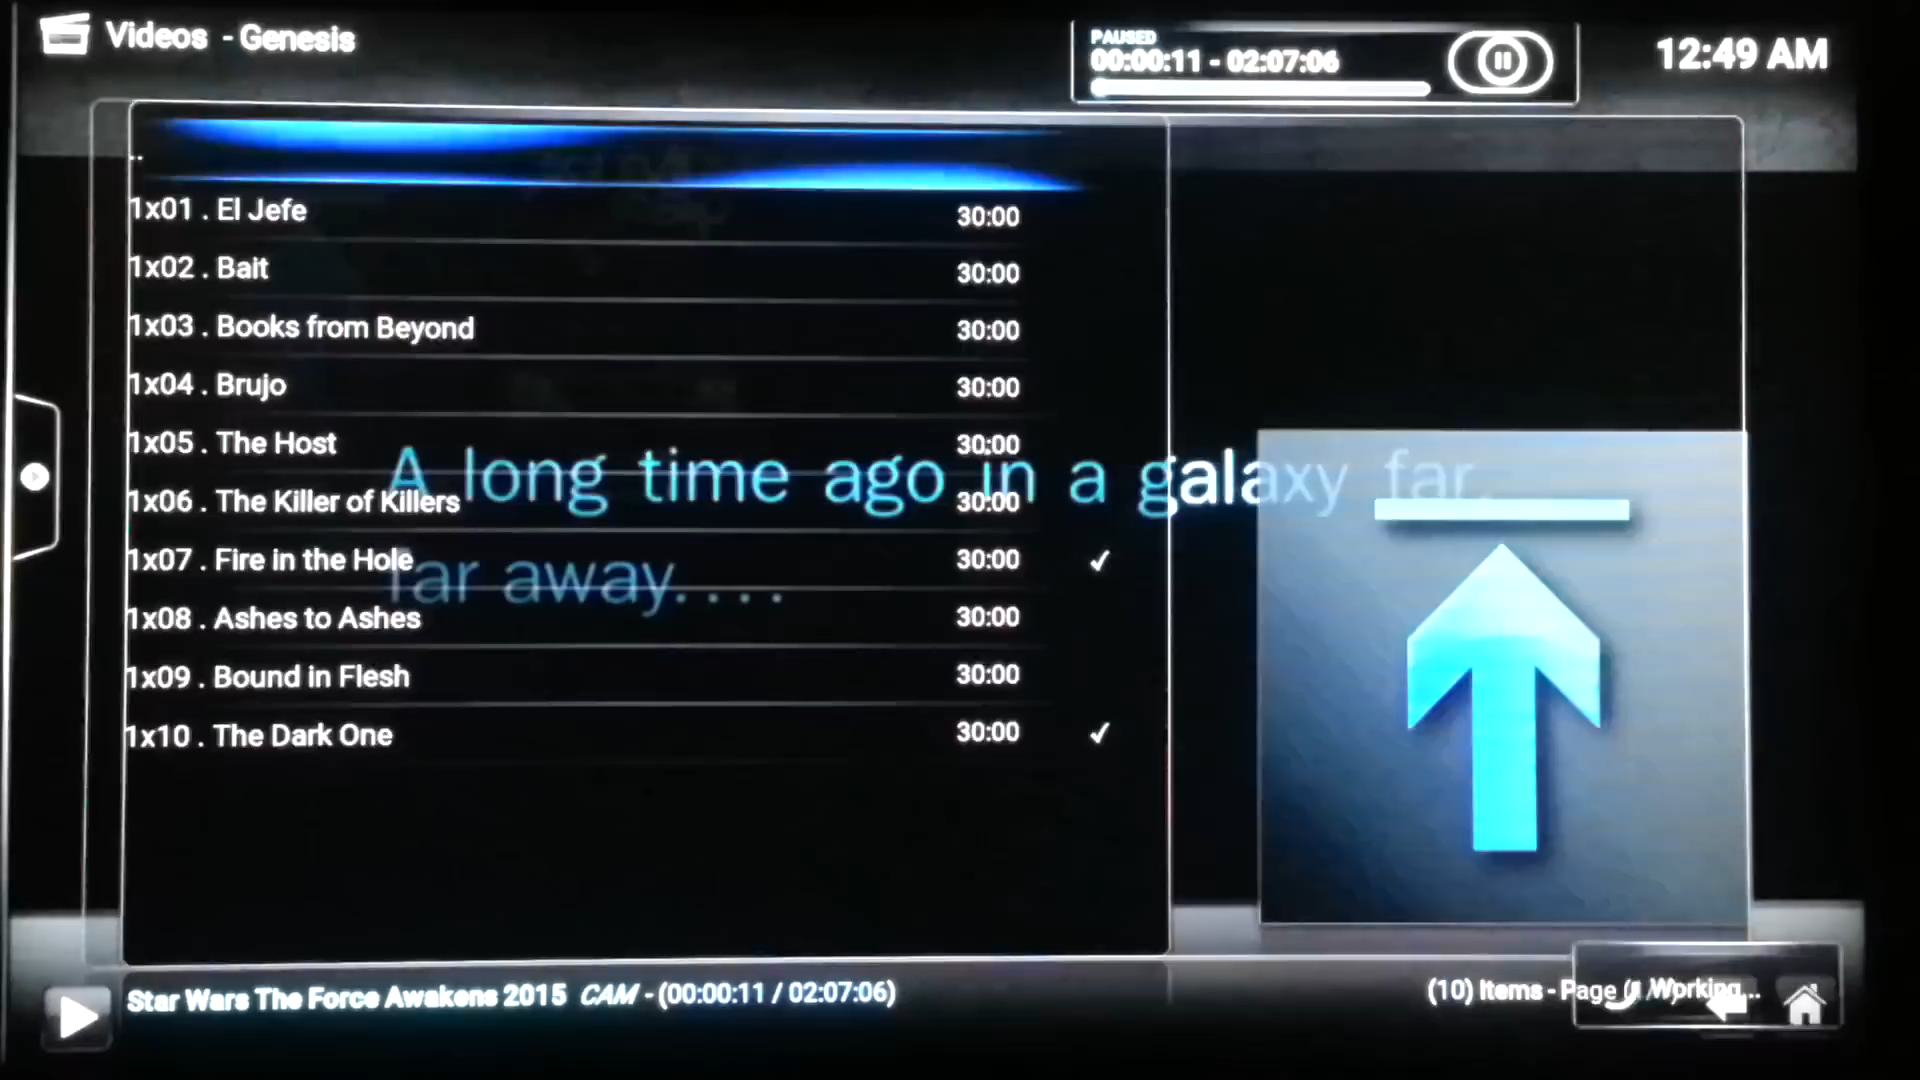 Videos - Genesis
PAUSED
00:00:11 - 02:07:06
12:49 AM
..
1x01 . El Jefe 30:00
1x02 . Bait 30:00
1x03 . Books from Beyond 30:00
1x04 . Brujo 30:00
1x05 . The Host 30:00
1x06 . The Killer of Killers 30:00
1x07 . Fire in the Hole 30:00 ✓
1x08 . Ashes to Ashes 30:00
1x09 . Bound in Flesh 30:00
1x10 . The Dark One 30:00 ✓
A long time ago in a galaxy far,
far away....
Star Wars The Force Awakens 2015 CAM - (00:00:11 / 02:07:06)
(10) Items - Page
Working...